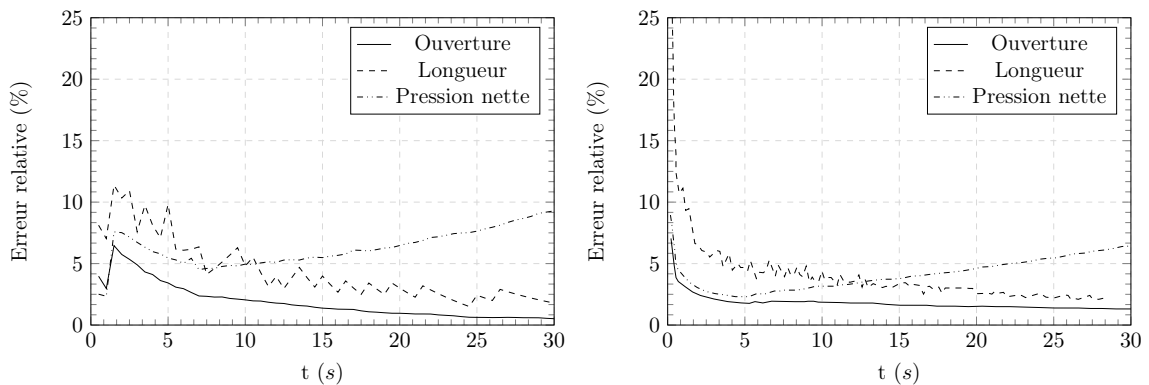 25
20
15
10
5
0
Erreur relative (%)
Ouverture
Longueur
Pression nette
0 5 10 15 20 25 30
t (s)
25
20
15
10
5
0
Erreur relative (%)
Ouverture
Longueur
Pression nette
0 5 10 15 20 25 30
t (s)